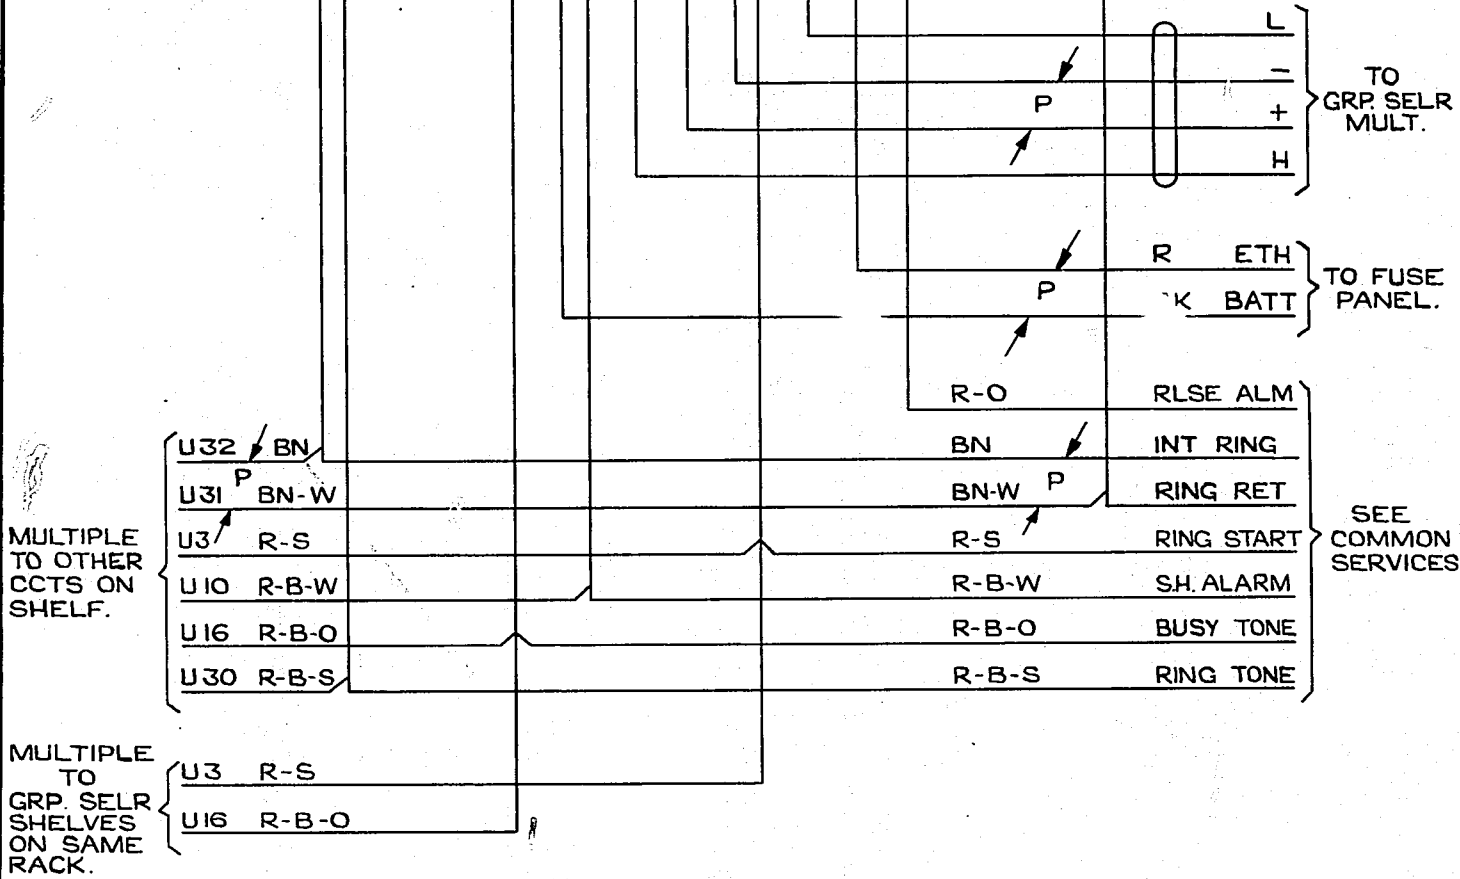 L
–
P
+
H
TO
GRP. SELR
MULT.
R ETH
P
BATT
TO FUSE
PANEL.
R-O RLSE ALM
U32 BN BN INT RING
P P
U31 BN-W BN-W RING RET
U3 R-S R-S RING START
U10 R-B-W R-B-W S.H. ALARM
U16 R-B-O R-B-O BUSY TONE
U30 R-B-S R-B-S RING TONE
MULTIPLE
TO OTHER
CCTS ON
SHELF.
SEE
COMMON
SERVICES
MULTIPLE
TO
GRP. SELR
SHELVES
ON SAME
RACK.
U3 R-S
U16 R-B-O